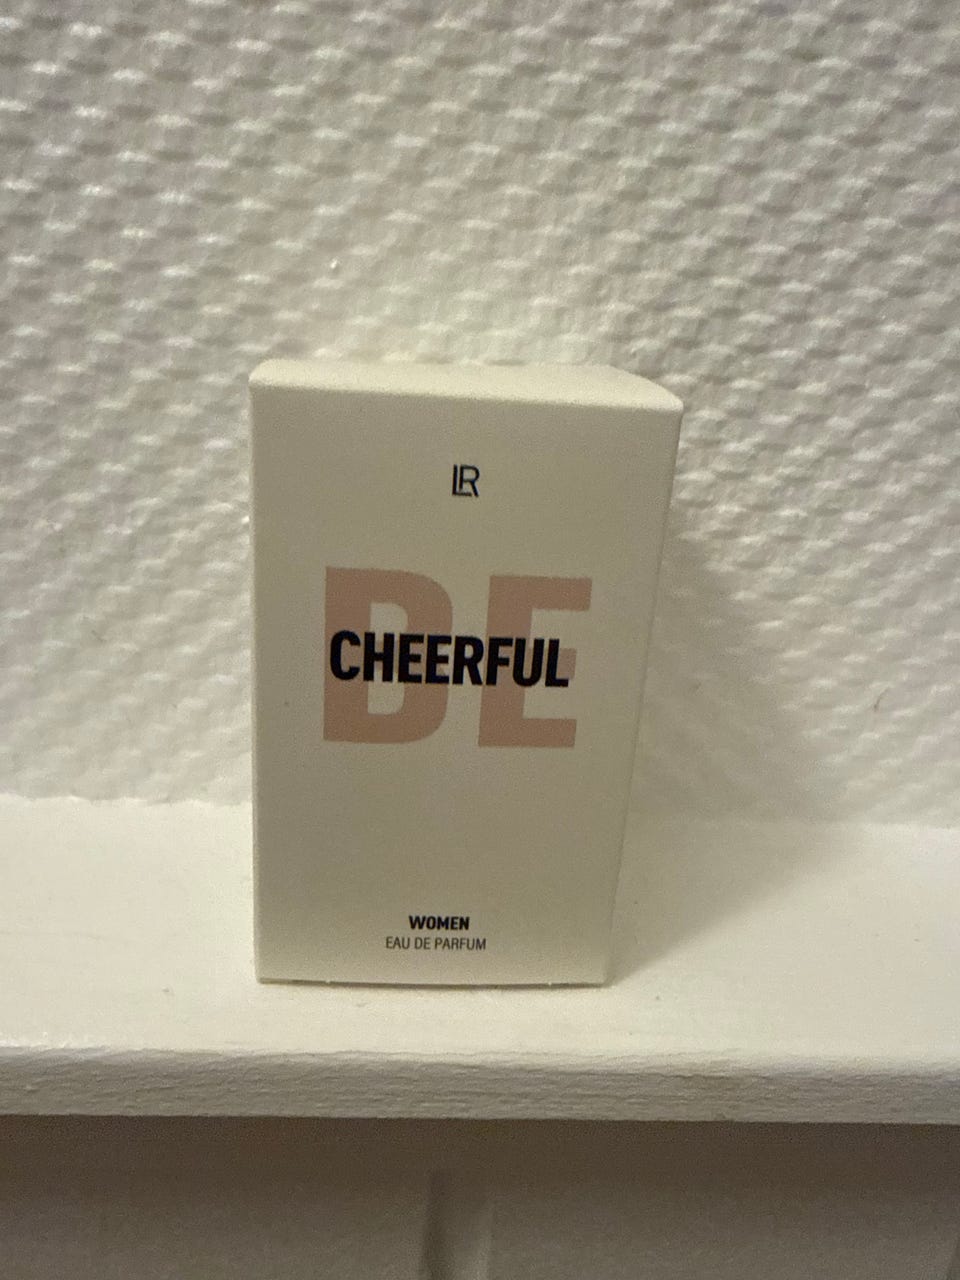 LR
BE
CHEERFUL
WOMEN
EAU DE PARFUM